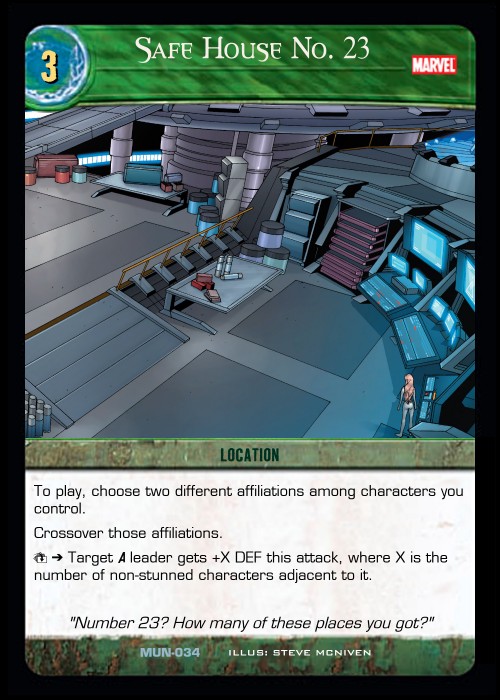 3
Safe House No. 23
MARVEL
LOCATION
To play, choose two different affiliations among characters you
control.
Crossover those affiliations.
➔ Target A leader gets +X DEF this attack, where X is the
number of non-stunned characters adjacent to it.
"Number 23? How many of these places you got?"
MUN-034 ILLUS: STEVE MCNIVEN